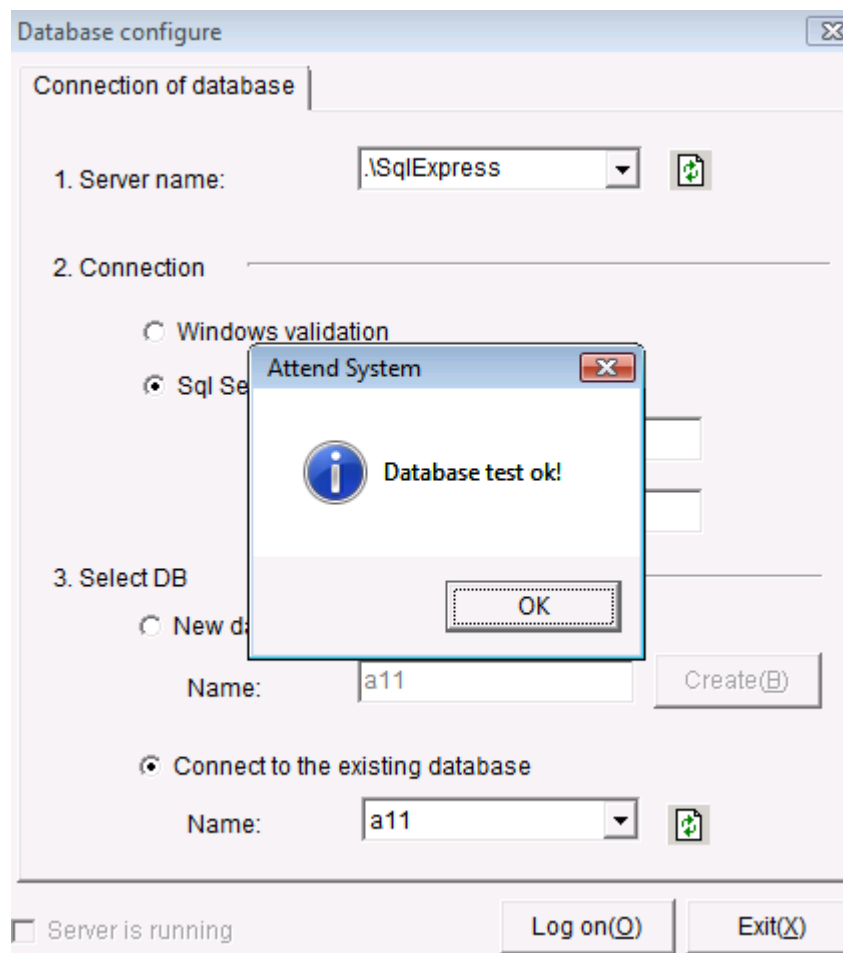 Database configure
Connection of database
1. Server name:
.\SqlExpress
2. Connection
Windows validation
Sql Se
Attend System
Database test ok!
OK
3. Select DB
New da
Name:
a11
Create(B)
Connect to the existing database
Name:
a11
Server is running
Log on(O)
Exit(X)